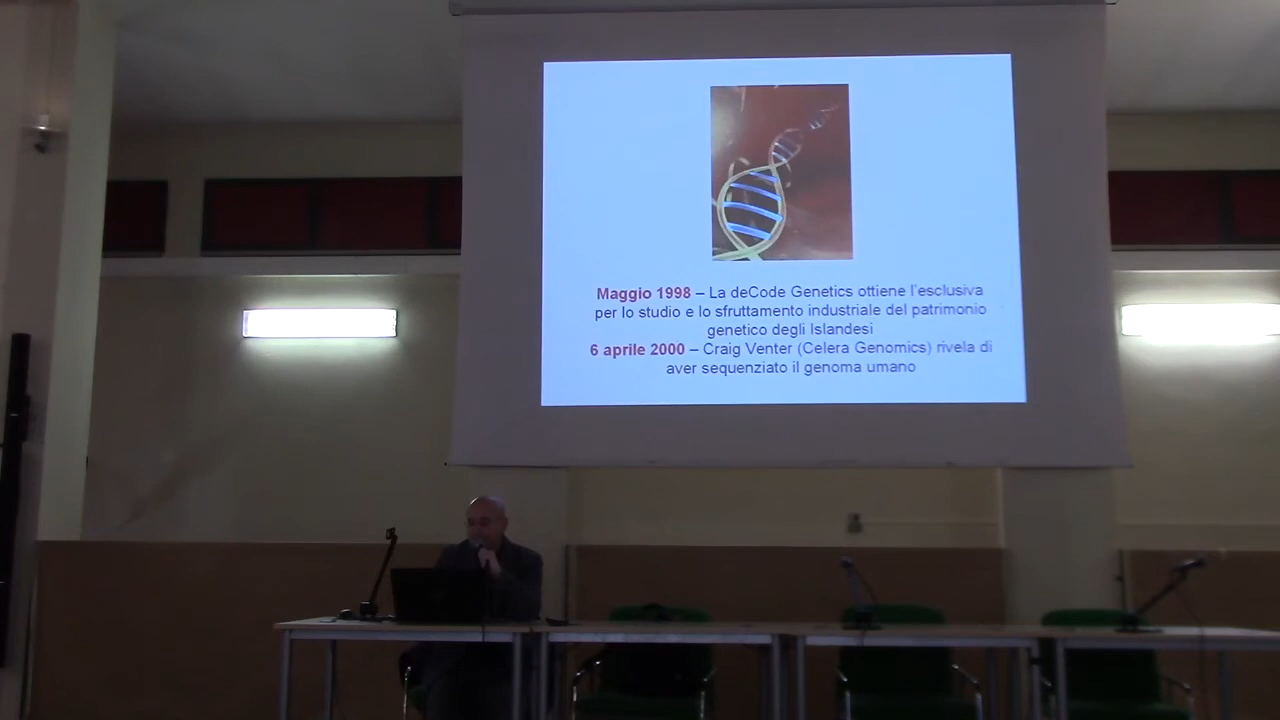 Maggio 1998 – La deCode Genetics ottiene l'esclusiva
per lo studio e lo sfruttamento industriale del patrimonio
genetico degli Islandesi
6 aprile 2000 – Craig Venter (Celera Genomics) rivela di
aver sequenziato il genoma umano